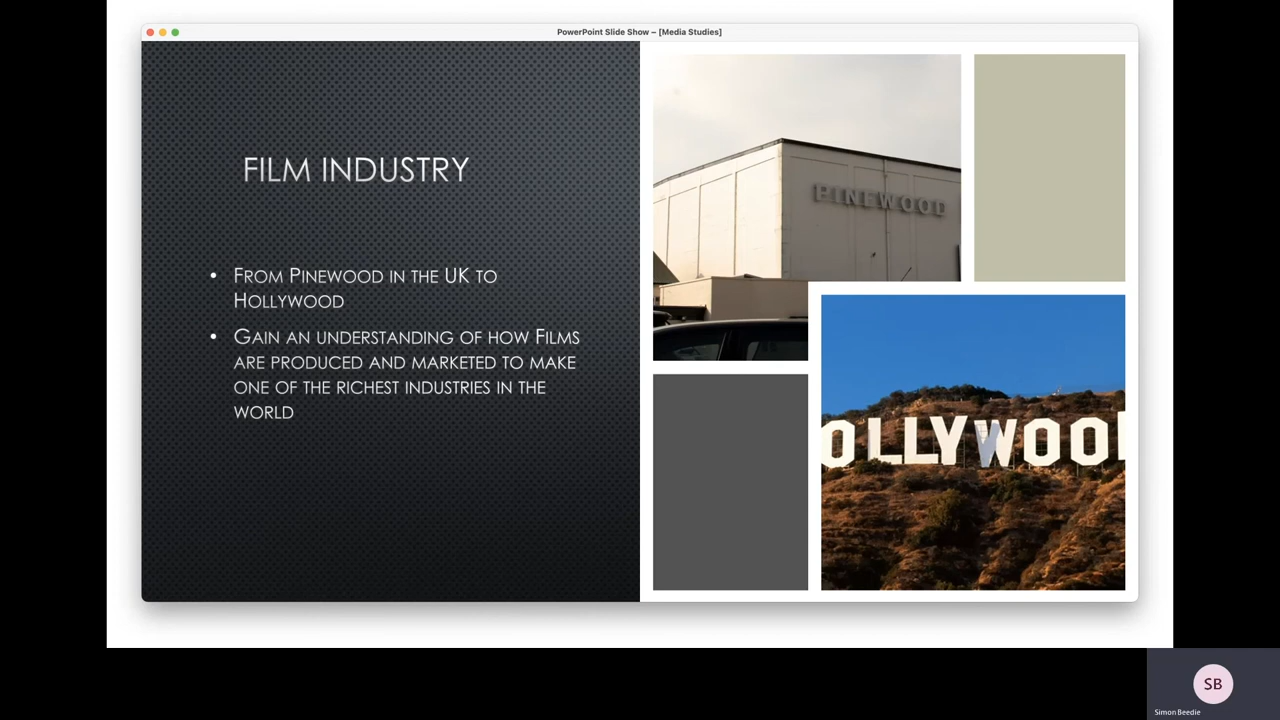 PowerPoint Slide Show – [Media Studies]
FILM INDUSTRY
• FROM PINEWOOD IN THE UK TO
HOLLYWOOD
• GAIN AN UNDERSTANDING OF HOW FILMS
ARE PRODUCED AND MARKETED TO MAKE
ONE OF THE RICHEST INDUSTRIES IN THE
WORLD
PINEWOOD
OLLYWOO
SB
Simon Beedie